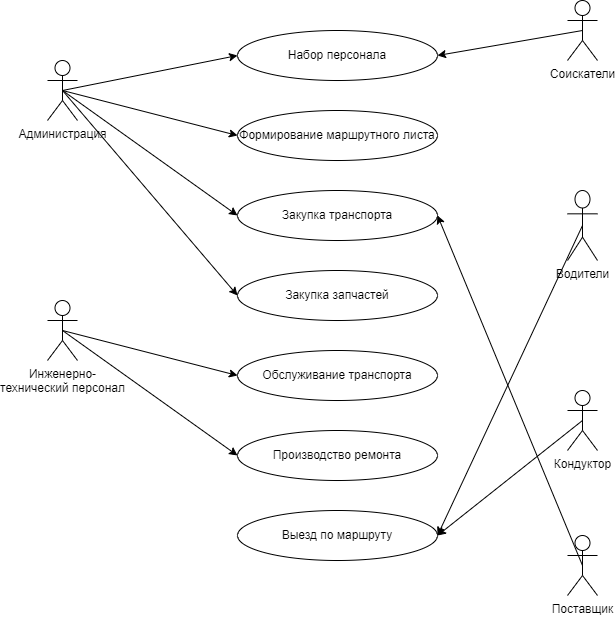 Набор персонала
Соискатели
Администрация
Формирование маршрутного листа
Закупка транспорта
Водители
Закупка запчастей
Инженерно-
технический персонал
Обслуживание транспорта
Производство ремонта
Кондуктор
Выезд по маршруту
Поставщик